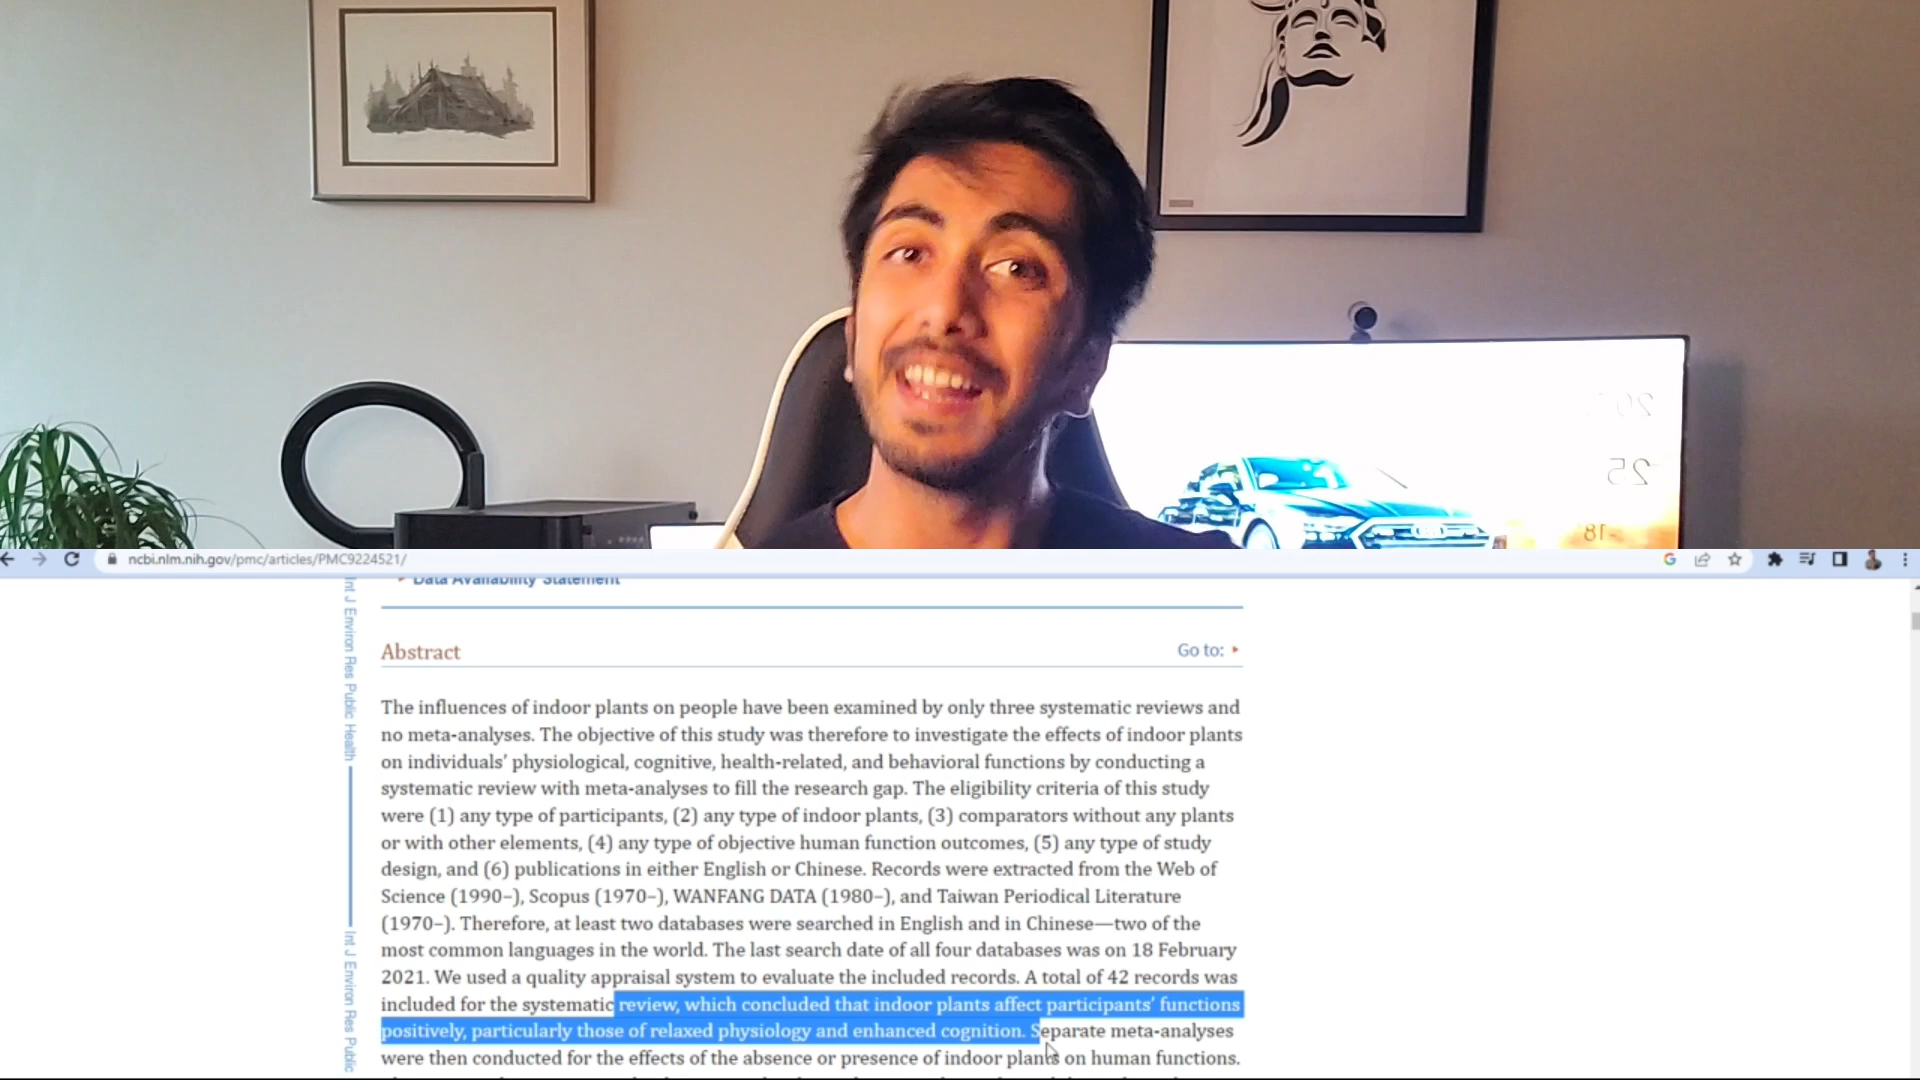 20
25
18
ncbi.nlm.nih.gov/pmc/articles/PMC9224521/
Data Availability Statement
Int J Environ Res Public Health
Int J Environ Res Public
Abstract
Go to:
The influences of indoor plants on people have been examined by only three systematic reviews and
no meta-analyses. The objective of this study was therefore to investigate the effects of indoor plants
on individuals’ physiological, cognitive, health-related, and behavioral functions by conducting a
systematic review with meta-analyses to fill the research gap. The eligibility criteria of this study
were (1) any type of participants, (2) any type of indoor plants, (3) comparators without any plants
or with other elements, (4) any type of objective human function outcomes, (5) any type of study
design, and (6) publications in either English or Chinese. Records were extracted from the Web of
Science (1990–), Scopus (1970–), WANFANG DATA (1980–), and Taiwan Periodical Literature
(1970–). Therefore, at least two databases were searched in English and in Chinese—two of the
most common languages in the world. The last search date of all four databases was on 18 February
2021. We used a quality appraisal system to evaluate the included records. A total of 42 records was
included for the systematic review, which concluded that indoor plants affect participants’ functions
positively, particularly those of relaxed physiology and enhanced cognition. Separate meta-analyses
were then conducted for the effects of the absence or presence of indoor plants on human functions.